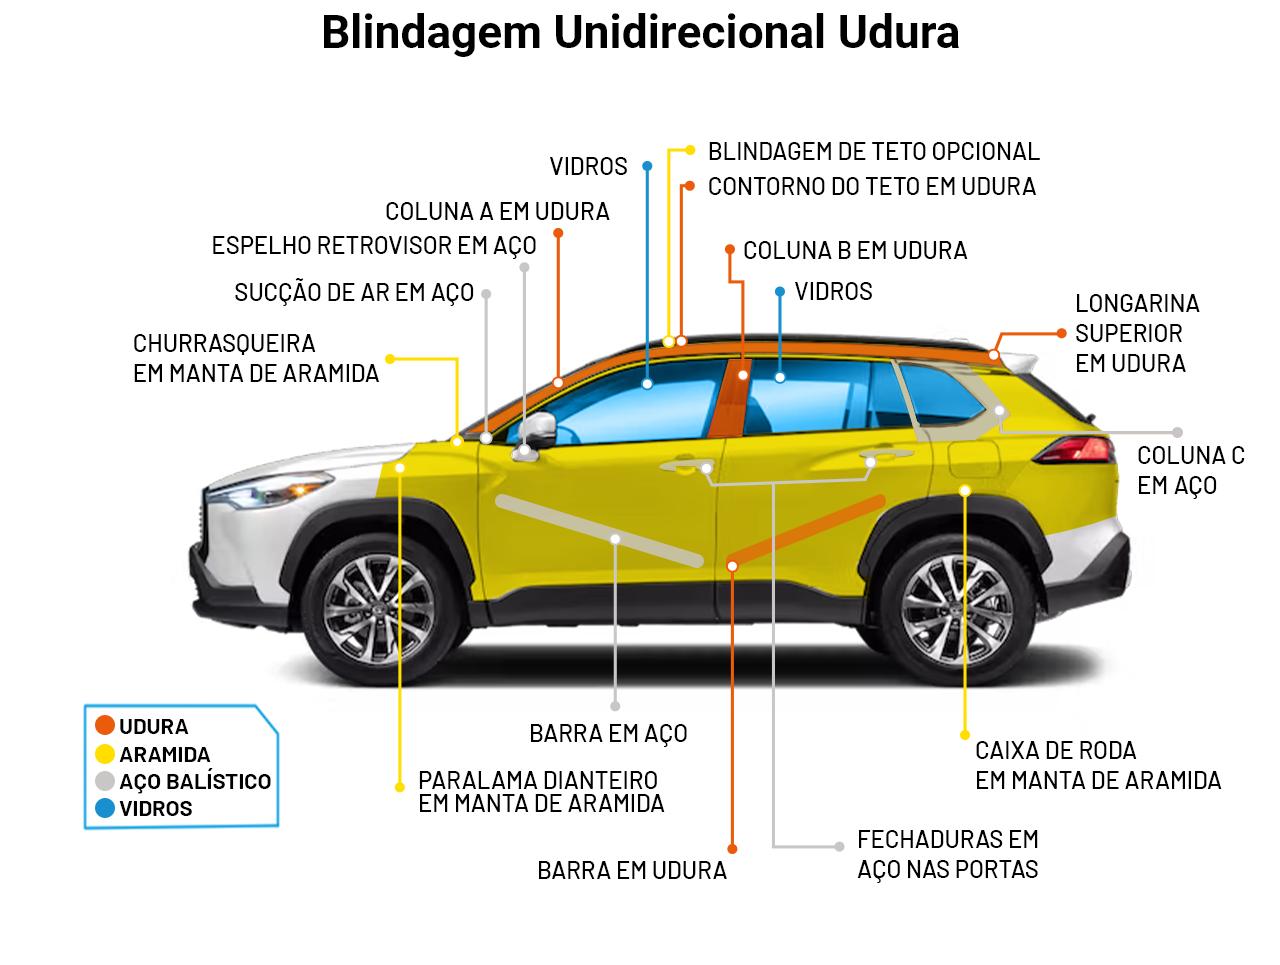 Blindagem Unidirecional Udura
BLINDAGEM DE TETO OPCIONAL
VIDROS
CONTORNO DO TETO EM UDURA
COLUNA A EM UDURA
ESPELHO RETROVISOR EM AÇO
COLUNA B EM UDURA
SUCÇÃO DE AR EM AÇO
VIDROS
LONGARINA
SUPERIOR
EM UDURA
CHURRASQUEIRA
EM MANTA DE ARAMIDA
COLUNA C
EM AÇO
UDURA
ARAMIDA
AÇO BALÍSTICO
VIDROS
BARRA EM AÇO
CAIXA DE RODA
EM MANTA DE ARAMIDA
PARALAMA DIANTEIRO
EM MANTA DE ARAMIDA
FECHADURAS EM
AÇO NAS PORTAS
BARRA EM UDURA